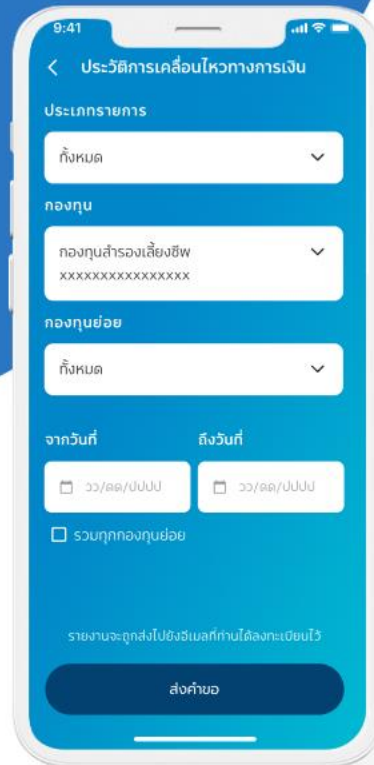 9:41
ประวัติการเคลื่อนไหวทางการเงิน
ประเภทรายการ
ทั้งหมด
กองทุน
กองทุนสำรองเลี้ยงชีพ
xxxxxxxxxxxxxxxx
กองทุนย่อย
ทั้งหมด
จากวันที่ ถึงวันที่
วว/ดด/ปปปป วว/ดด/ปปปป
รวมทุกกองทุนย่อย
รายงานจะถูกส่งไปยังอีเมลที่ท่านได้ลงทะเบียนไว้
ส่งคำขอ